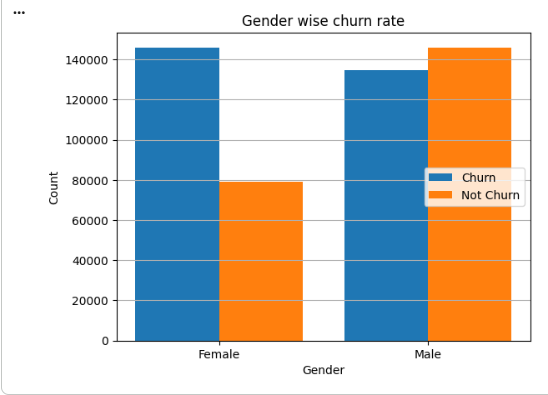 ...
Gender wise churn rate
140000
120000
100000
80000
60000
40000
20000
0
Count
Churn
Not Churn
Female
Male
Gender